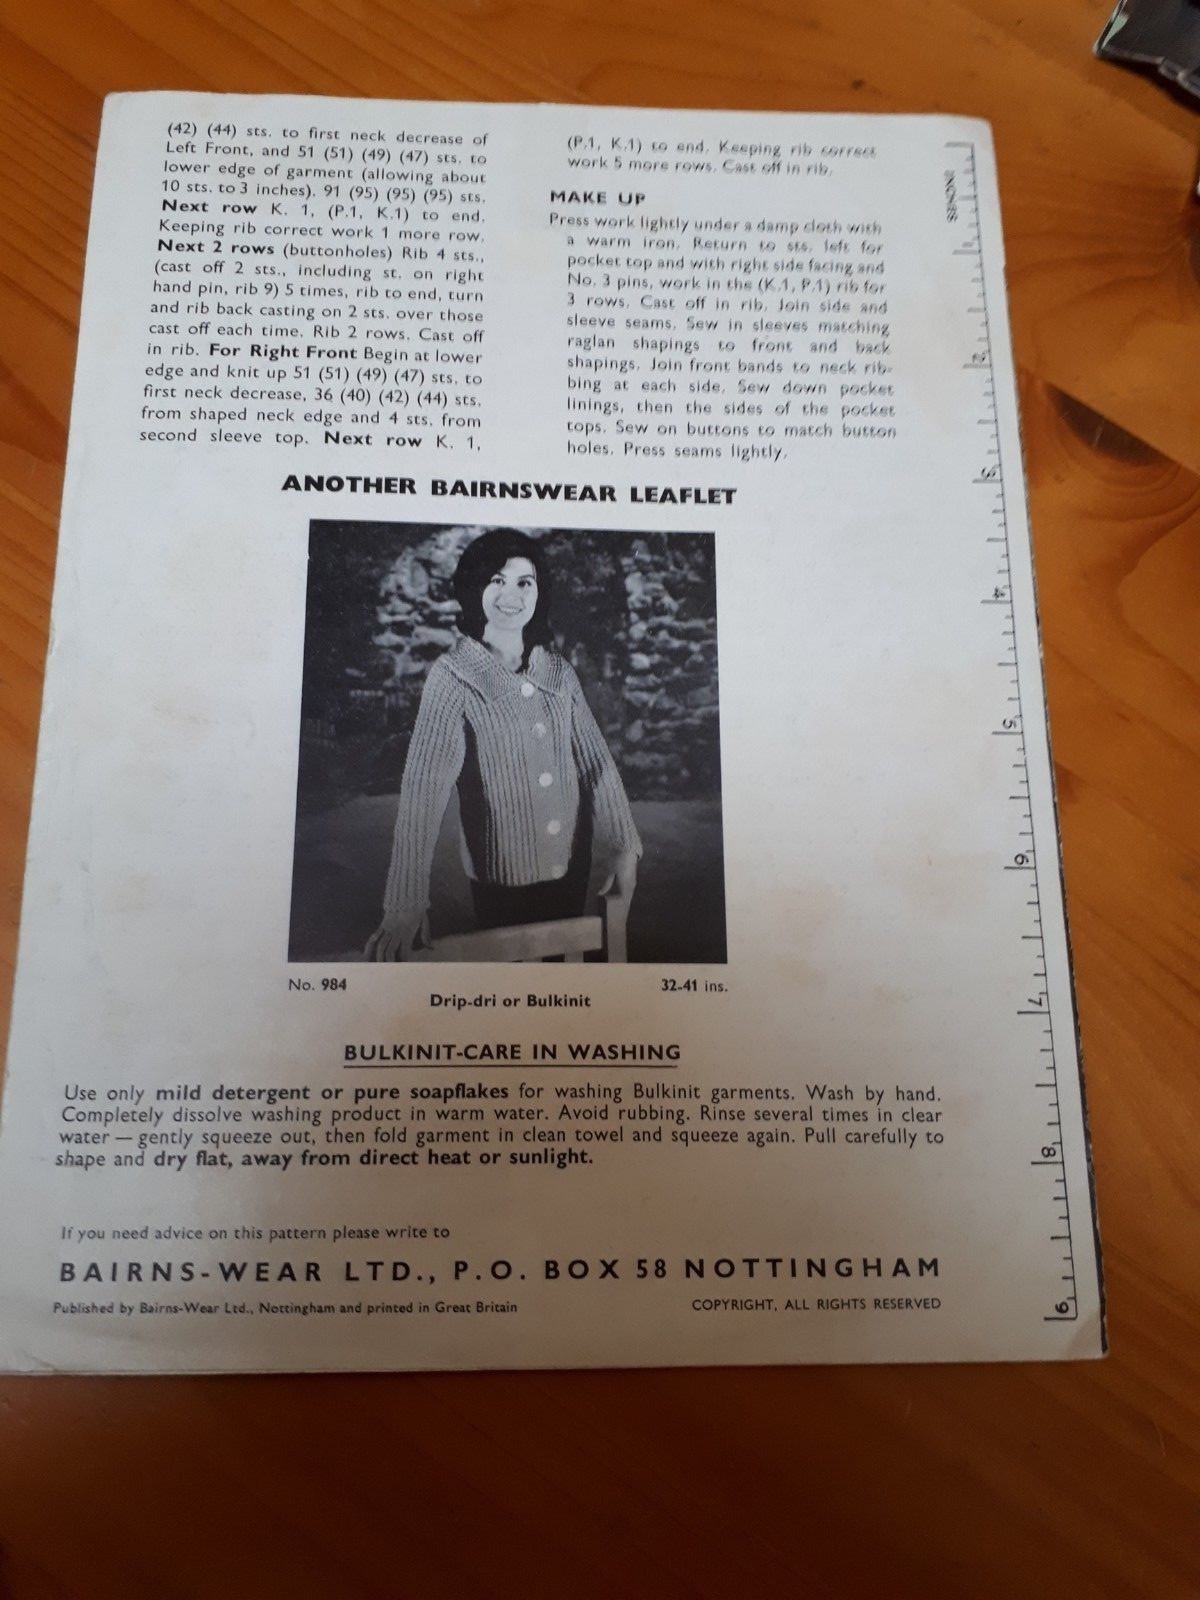 (42) (44) sts. to first neck decrease of
Left Front, and 51 (51) (49) (47) sts. to
lower edge of garment (allowing about
10 sts. to 3 inches). 91 (95) (95) (95) sts.
Next row K. 1, (P.1, K.1) to end.
Keeping rib correct work 1 more row.
Next 2 rows (buttonholes) Rib 4 sts.,
(cast off 2 sts., including st. on right
hand pin, rib 9) 5 times, rib to end, turn
and rib back casting on 2 sts. over those
cast off each time. Rib 2 rows. Cast off
in rib. For Right Front Begin at lower
edge and knit up 51 (51) (49) (47) sts. to
first neck decrease, 36 (40) (42) (44) sts.
from shaped neck edge and 4 sts. from
second sleeve top. Next row K. 1,
(P.1, K.1) to end. Keeping rib correct
work 5 more rows. Cast off in rib.
MAKE UP
Press work lightly under a damp cloth with
a warm iron. Return to sts. left for
pocket top and with right side facing and
No. 3 pins, work in the (K.1, P.1) rib for
3 rows. Cast off in rib. Join side and
sleeve seams. Sew in sleeves matching
raglan shapings to front and back
shapings. Join front bands to neck rib-
bing at each side. Sew down pocket
linings, then the sides of the pocket
tops. Sew on buttons to match button
holes. Press seams lightly.
ANOTHER BAIRNSWEAR LEAFLET
No. 984
32-41 ins.
Drip-dri or Bulkinit
BULKINIT-CARE IN WASHING
Use only mild detergent or pure soapflakes for washing Bulkinit garments. Wash by hand.
Completely dissolve washing product in warm water. Avoid rubbing. Rinse several times in clear
water — gently squeeze out, then fold garment in clean towel and squeeze again. Pull carefully to
shape and dry flat, away from direct heat or sunlight.
If you need advice on this pattern please write to
BAIRNS-WEAR LTD., P.O. BOX 58 NOTTINGHAM
Published by Bairns-Wear Ltd., Nottingham and printed in Great Britain
COPYRIGHT, ALL RIGHTS RESERVED
INCHES
1
2
3
4
5
6
7
8
9